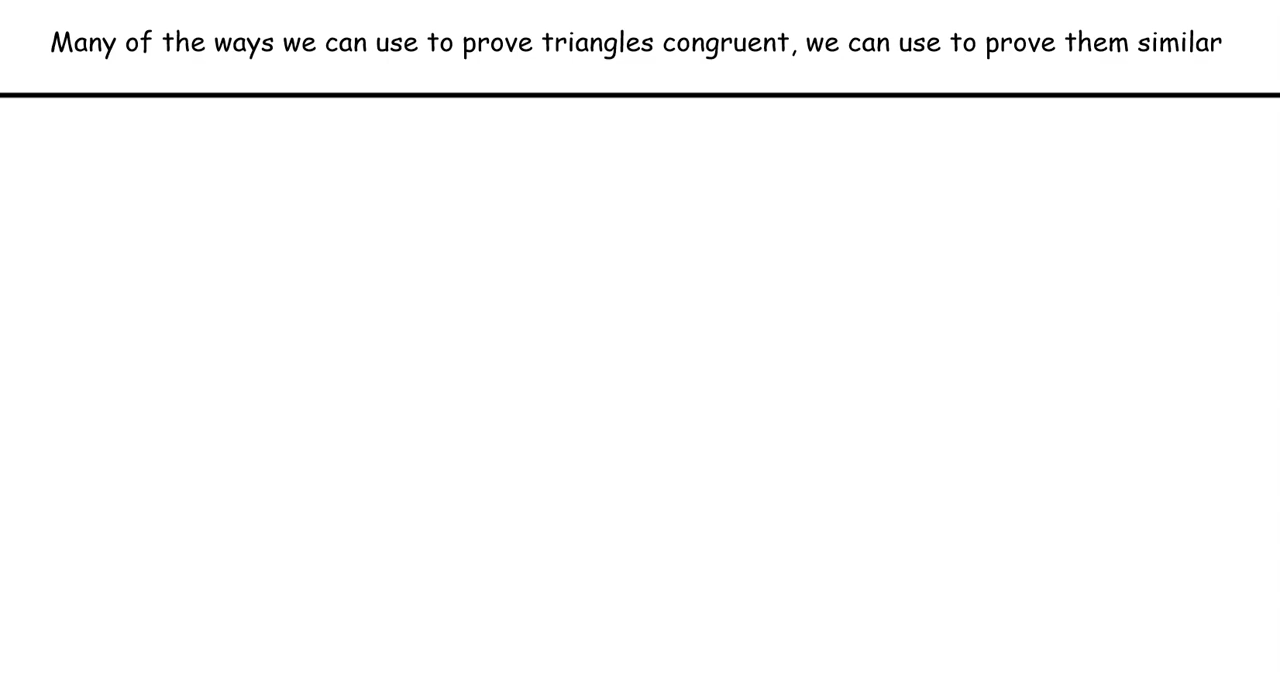 Many of the ways we can use to prove triangles congruent, we can use to prove them similar